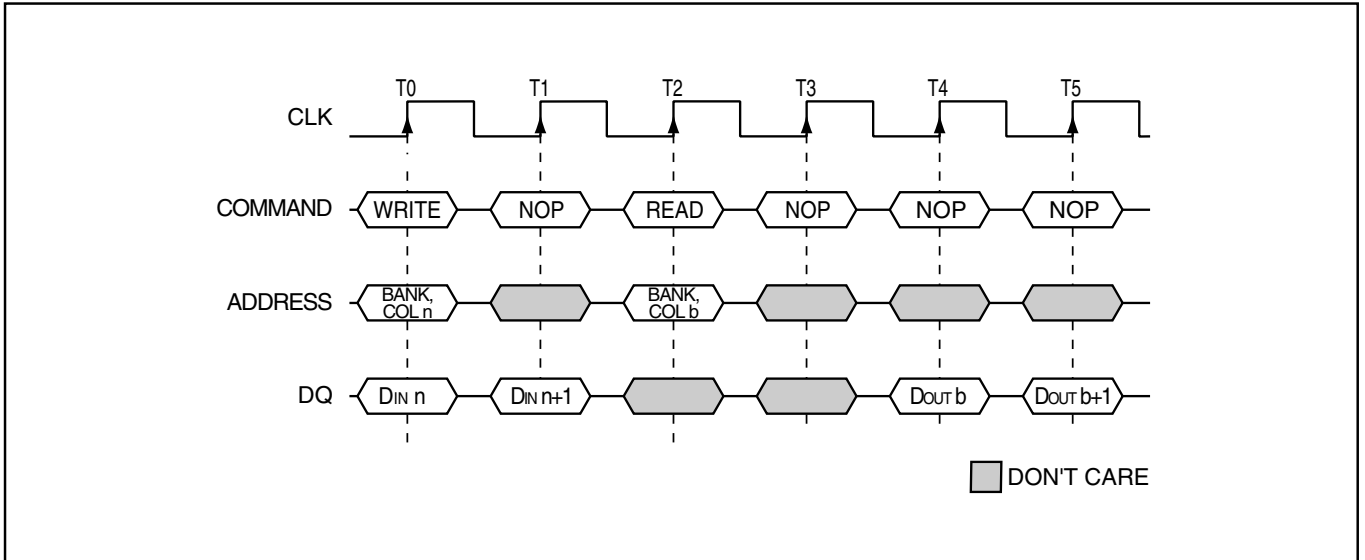 T0 T1 T2 T3 T4 T5
CLK
COMMAND WRITE NOP READ NOP NOP NOP
ADDRESS BANK, COL n BANK, COL b
DQ DIN n DIN n+1 DOUT b DOUT b+1
DON'T CARE